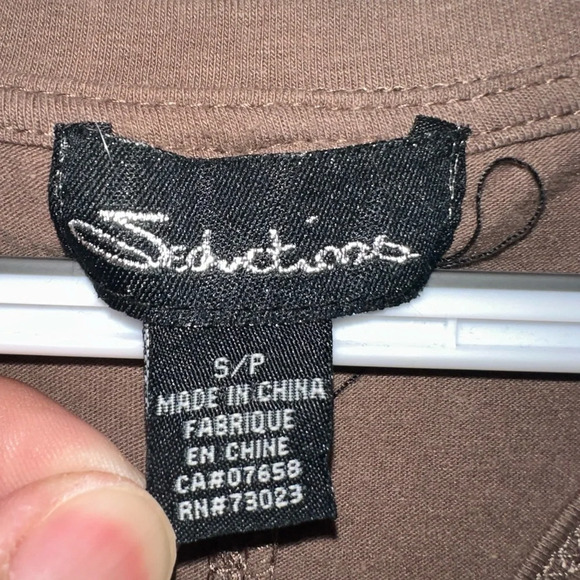 Seductions
S/P
MADE IN CHINA
FABRIQUE
EN CHINE
CA#07658
RN#73023